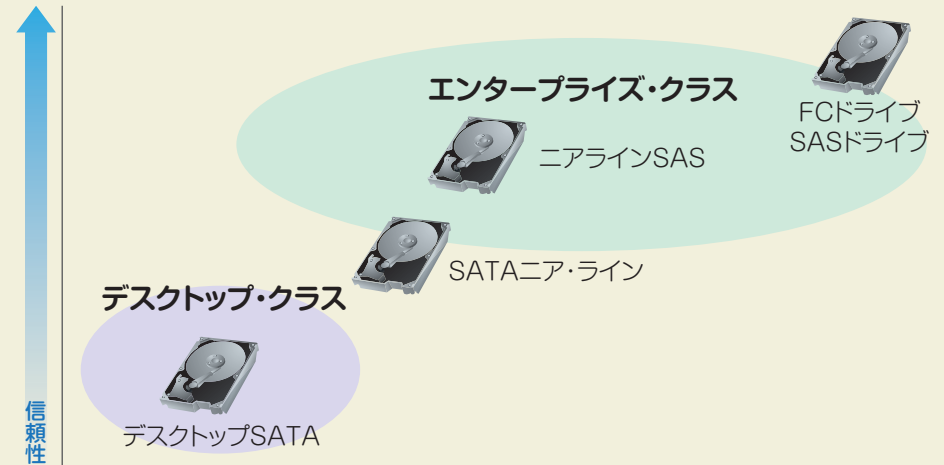 エンタープライズ・クラス
FCドライブ
SASドライブ
ニアラインSAS
SATAニア・ライン
デスクトップ・クラス
デスクトップSATA
信頼性